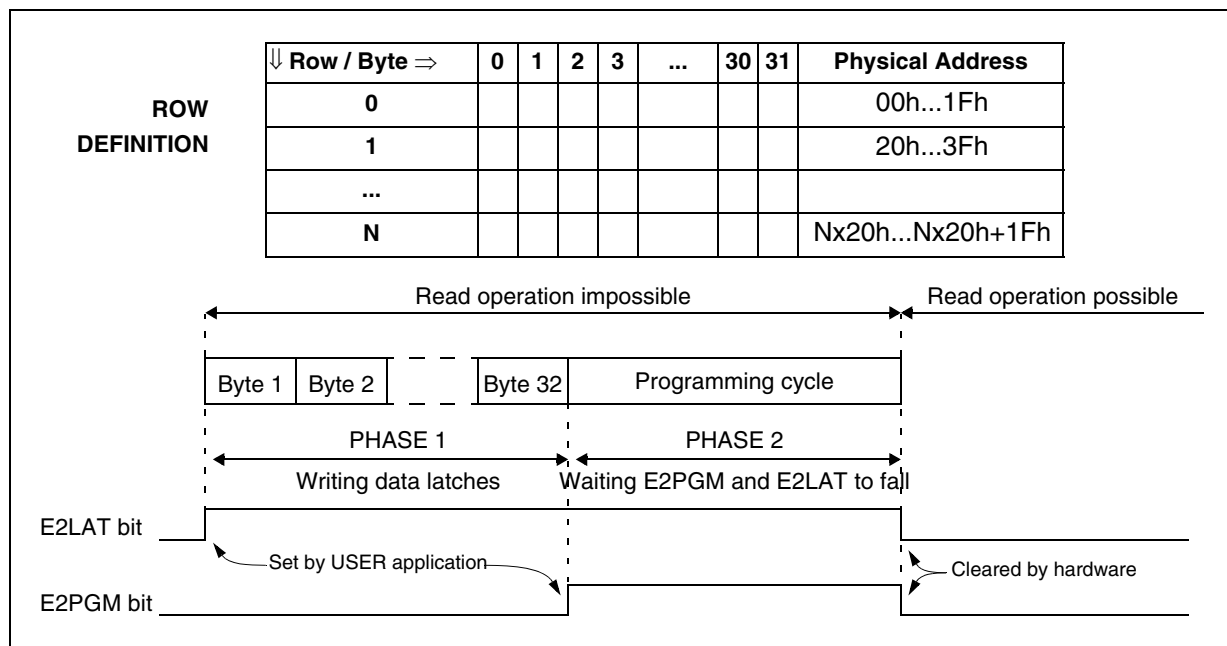 ⇓ Row / Byte ⇒ 0 1 2 3 ... 30 31 Physical Address
ROW DEFINITION
0 00h...1Fh
1 20h...3Fh
...
N Nx20h...Nx20h+1Fh
Read operation impossible Read operation possible
Byte 1 Byte 2 Byte 32 Programming cycle
PHASE 1 PHASE 2
Writing data latches Waiting E2PGM and E2LAT to fall
E2LAT bit
Set by USER application Cleared by hardware
E2PGM bit